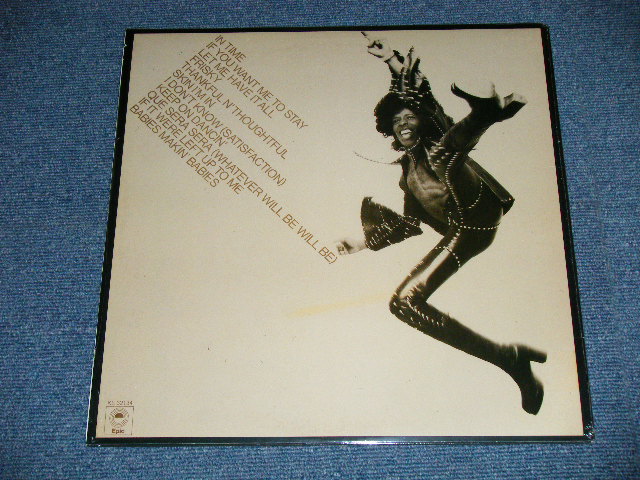 IN TIME
IF YOU WANT ME TO STAY
LET ME HAVE IT ALL
FRISKY
THANKFUL N' THOUGHTFUL
SKIN I'M IN
I DON'T KNOW (SATISFACTION)
KEEP ON DANCIN'
QUE SERA SERA (WHATEVER WILL BE WILL BE)
IF IT WERE LEFT UP TO ME
BABIES MAKIN BABIES
KE 32134
Epic